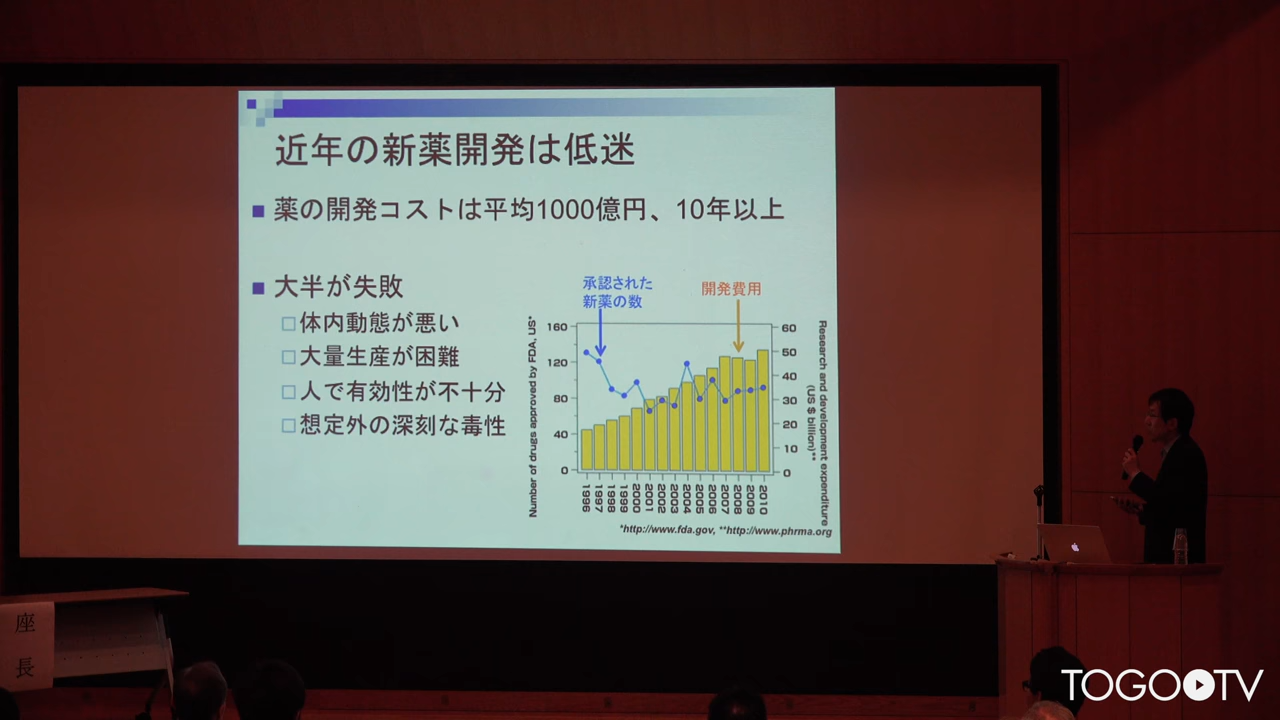 近年の新薬開発は低迷
薬の開発コストは平均1000億円、10年以上
大半が失敗
体内動態が悪い
大量生産が困難
人で有効性が不十分
想定外の深刻な毒性
承認された
新薬の数
開発費用
Number of drugs approved by FDA, US*
160
120
80
40
0
60
50
40
30
20
10
0
Research and development expenditure
(US $ billion)**
1996
1997
1998
1999
2000
2001
2002
2003
2004
2005
2006
2007
2008
2009
2010
*http://www.fda.gov, **http://www.phrma.org
座長
TOGOTV